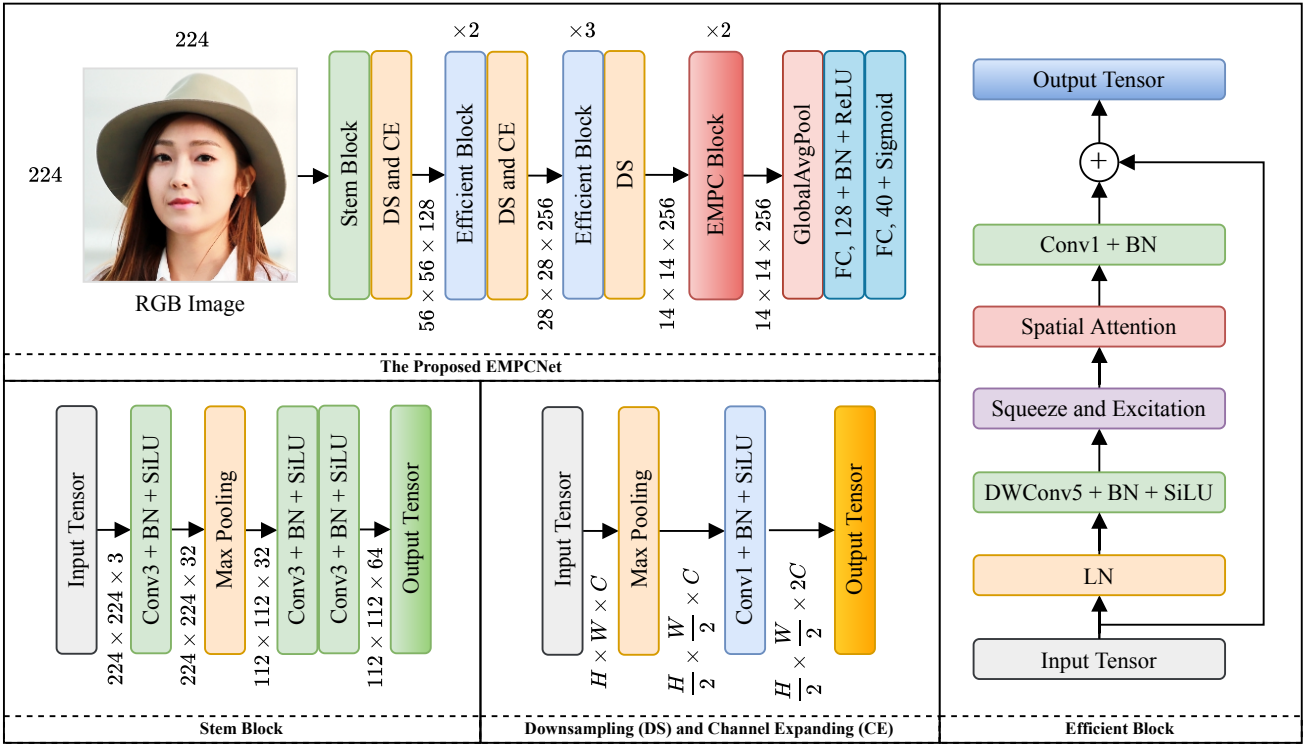 224
224
RGB Image
Stem Block
DS and CE
56 × 56 × 128
×2
Efficient Block
DS and CE
28 × 28 × 256
×3
Efficient Block
DS
14 × 14 × 256
×2
EMPC Block
14 × 14 × 256
GlobalAvgPool
FC, 128 + BN + ReLU
FC, 40 + Sigmoid
The Proposed EMPCNet
Input Tensor
224 × 224 × 3
Conv3 + BN + SiLU
224 × 224 × 32
Max Pooling
112 × 112 × 32
Conv3 + BN + SiLU
Conv3 + BN + SiLU
112 × 112 × 64
Output Tensor
Stem Block
Input Tensor
H × W × C
Max Pooling
H/2 × W/2 × C
Conv1 + BN + SiLU
H/2 × W/2 × 2C
Output Tensor
Downsampling (DS) and Channel Expanding (CE)
Output Tensor
+
Conv1 + BN
Spatial Attention
Squeeze and Excitation
DWConv5 + BN + SiLU
LN
Input Tensor
Efficient Block